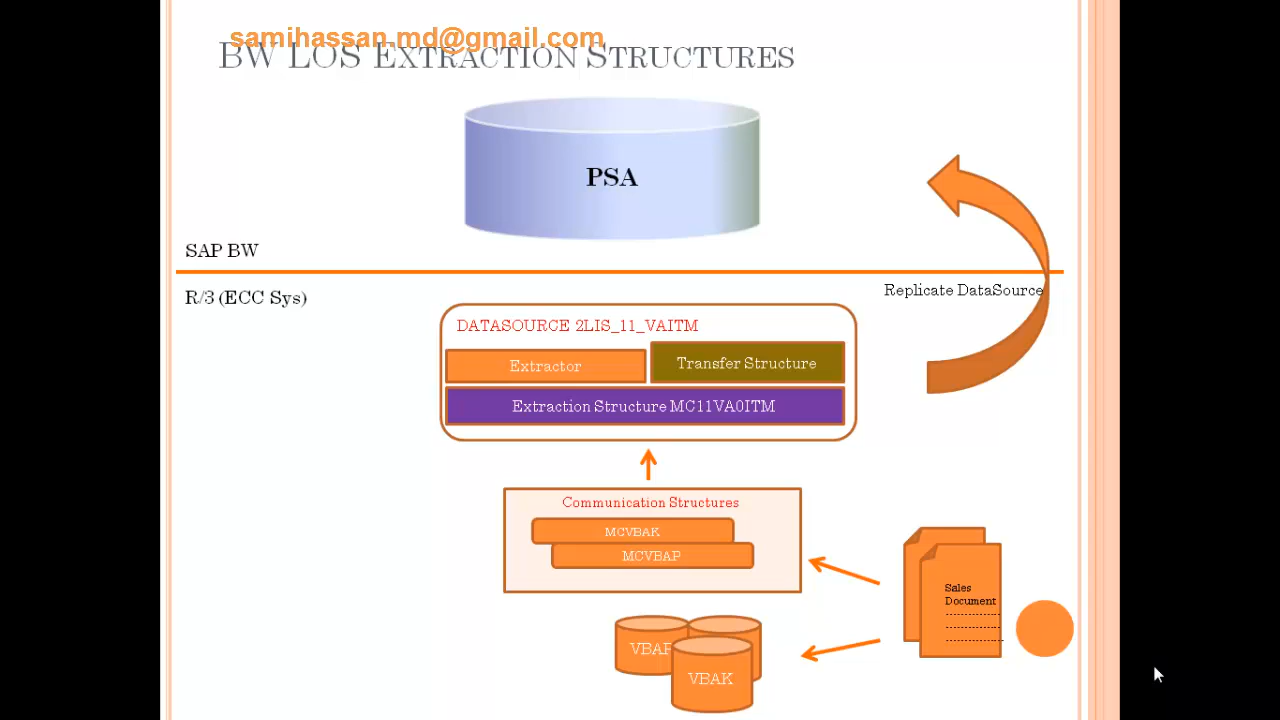 samihassan.md@gmail.com
BW LOS EXTRACTION STRUCTURES
PSA
SAP BW
R/3 (ECC Sys)
Replicate DataSource
DATASOURCE 2LIS_11_VAITM
Extractor
Transfer Structure
Extraction Structure MC11VA0ITM
Communication Structures
MCVBAK
MCVBAP
Sales
Document
VBAP
VBAK